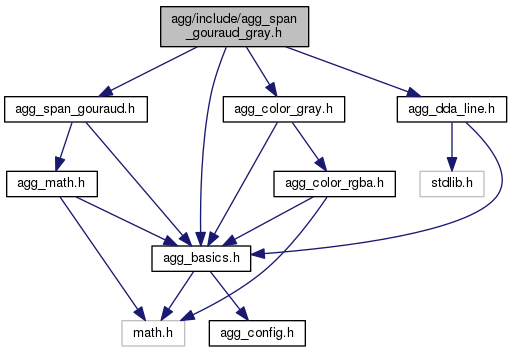 agg/include/agg_span
_gouraud_gray.h
agg_span_gouraud.h
agg_color_gray.h
agg_dda_line.h
agg_math.h
agg_color_rgba.h
stdlib.h
agg_basics.h
math.h
agg_config.h